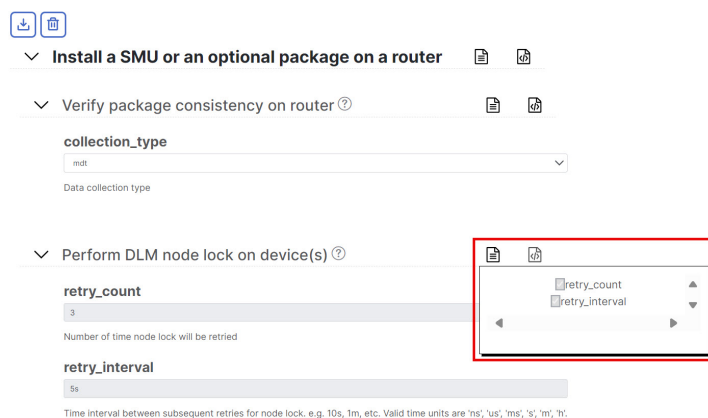 Install a SMU or an optional package on a router
Verify package consistency on router
collection_type
mdt
Data collection type
Perform DLM node lock on device(s)
retry_count
retry_interval
retry_count
3
Number of time node lock will be retried
retry_interval
5s
Time interval between subsequent retries for node lock. e.g. 10s, 1m, etc. Valid time units are 'ns', 'us', 'ms', 's', 'm', 'h'.